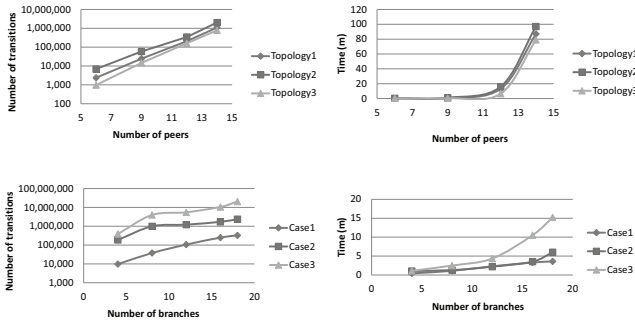 Number of transitions
10,000,000
1,000,000
100,000
10,000
1,000
100
5 7 9 11 13 15
Number of peers
Topology1
Topology2
Topology3
Time (m)
120
100
80
60
40
20
0
5 7 9 11 13 15
Number of peers
Topology1
Topology2
Topology3
Number of transitions
100,000,000
10,000,000
1,000,000
100,000
10,000
1,000
0 5 10 15 20
Number of branches
Case1
Case2
Case3
Time (m)
20
15
10
5
0
0 5 10 15 20
Number of branches
Case1
Case2
Case3